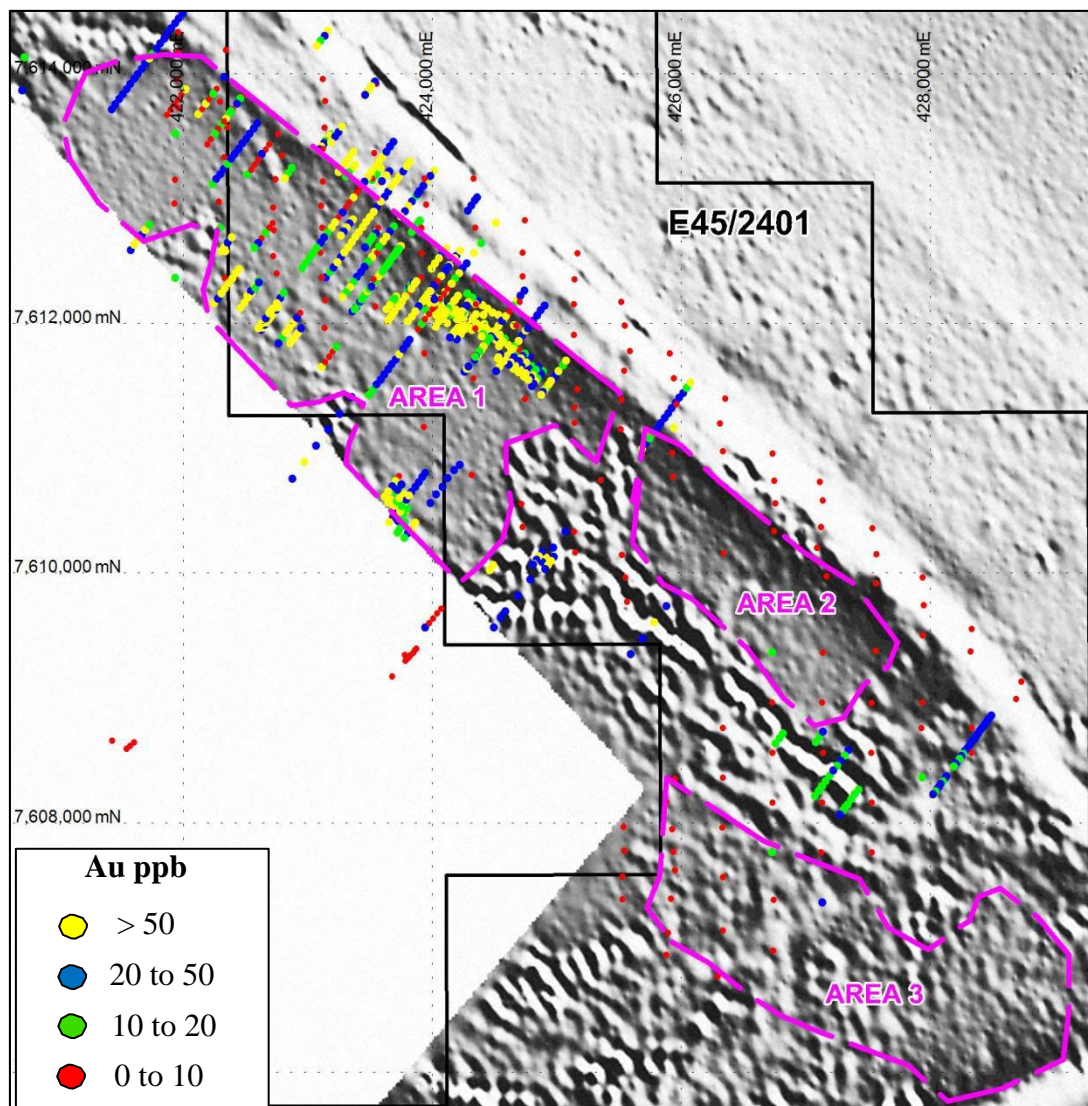 422,000 mE
424,000 mE
426,000 mE
428,000 mE
7,614,000 mN
E45/2401
7,612,000 mN
AREA 1
7,610,000 mN
AREA 2
7,608,000 mN
AREA 3
Au ppb
> 50
20 to 50
10 to 20
0 to 10